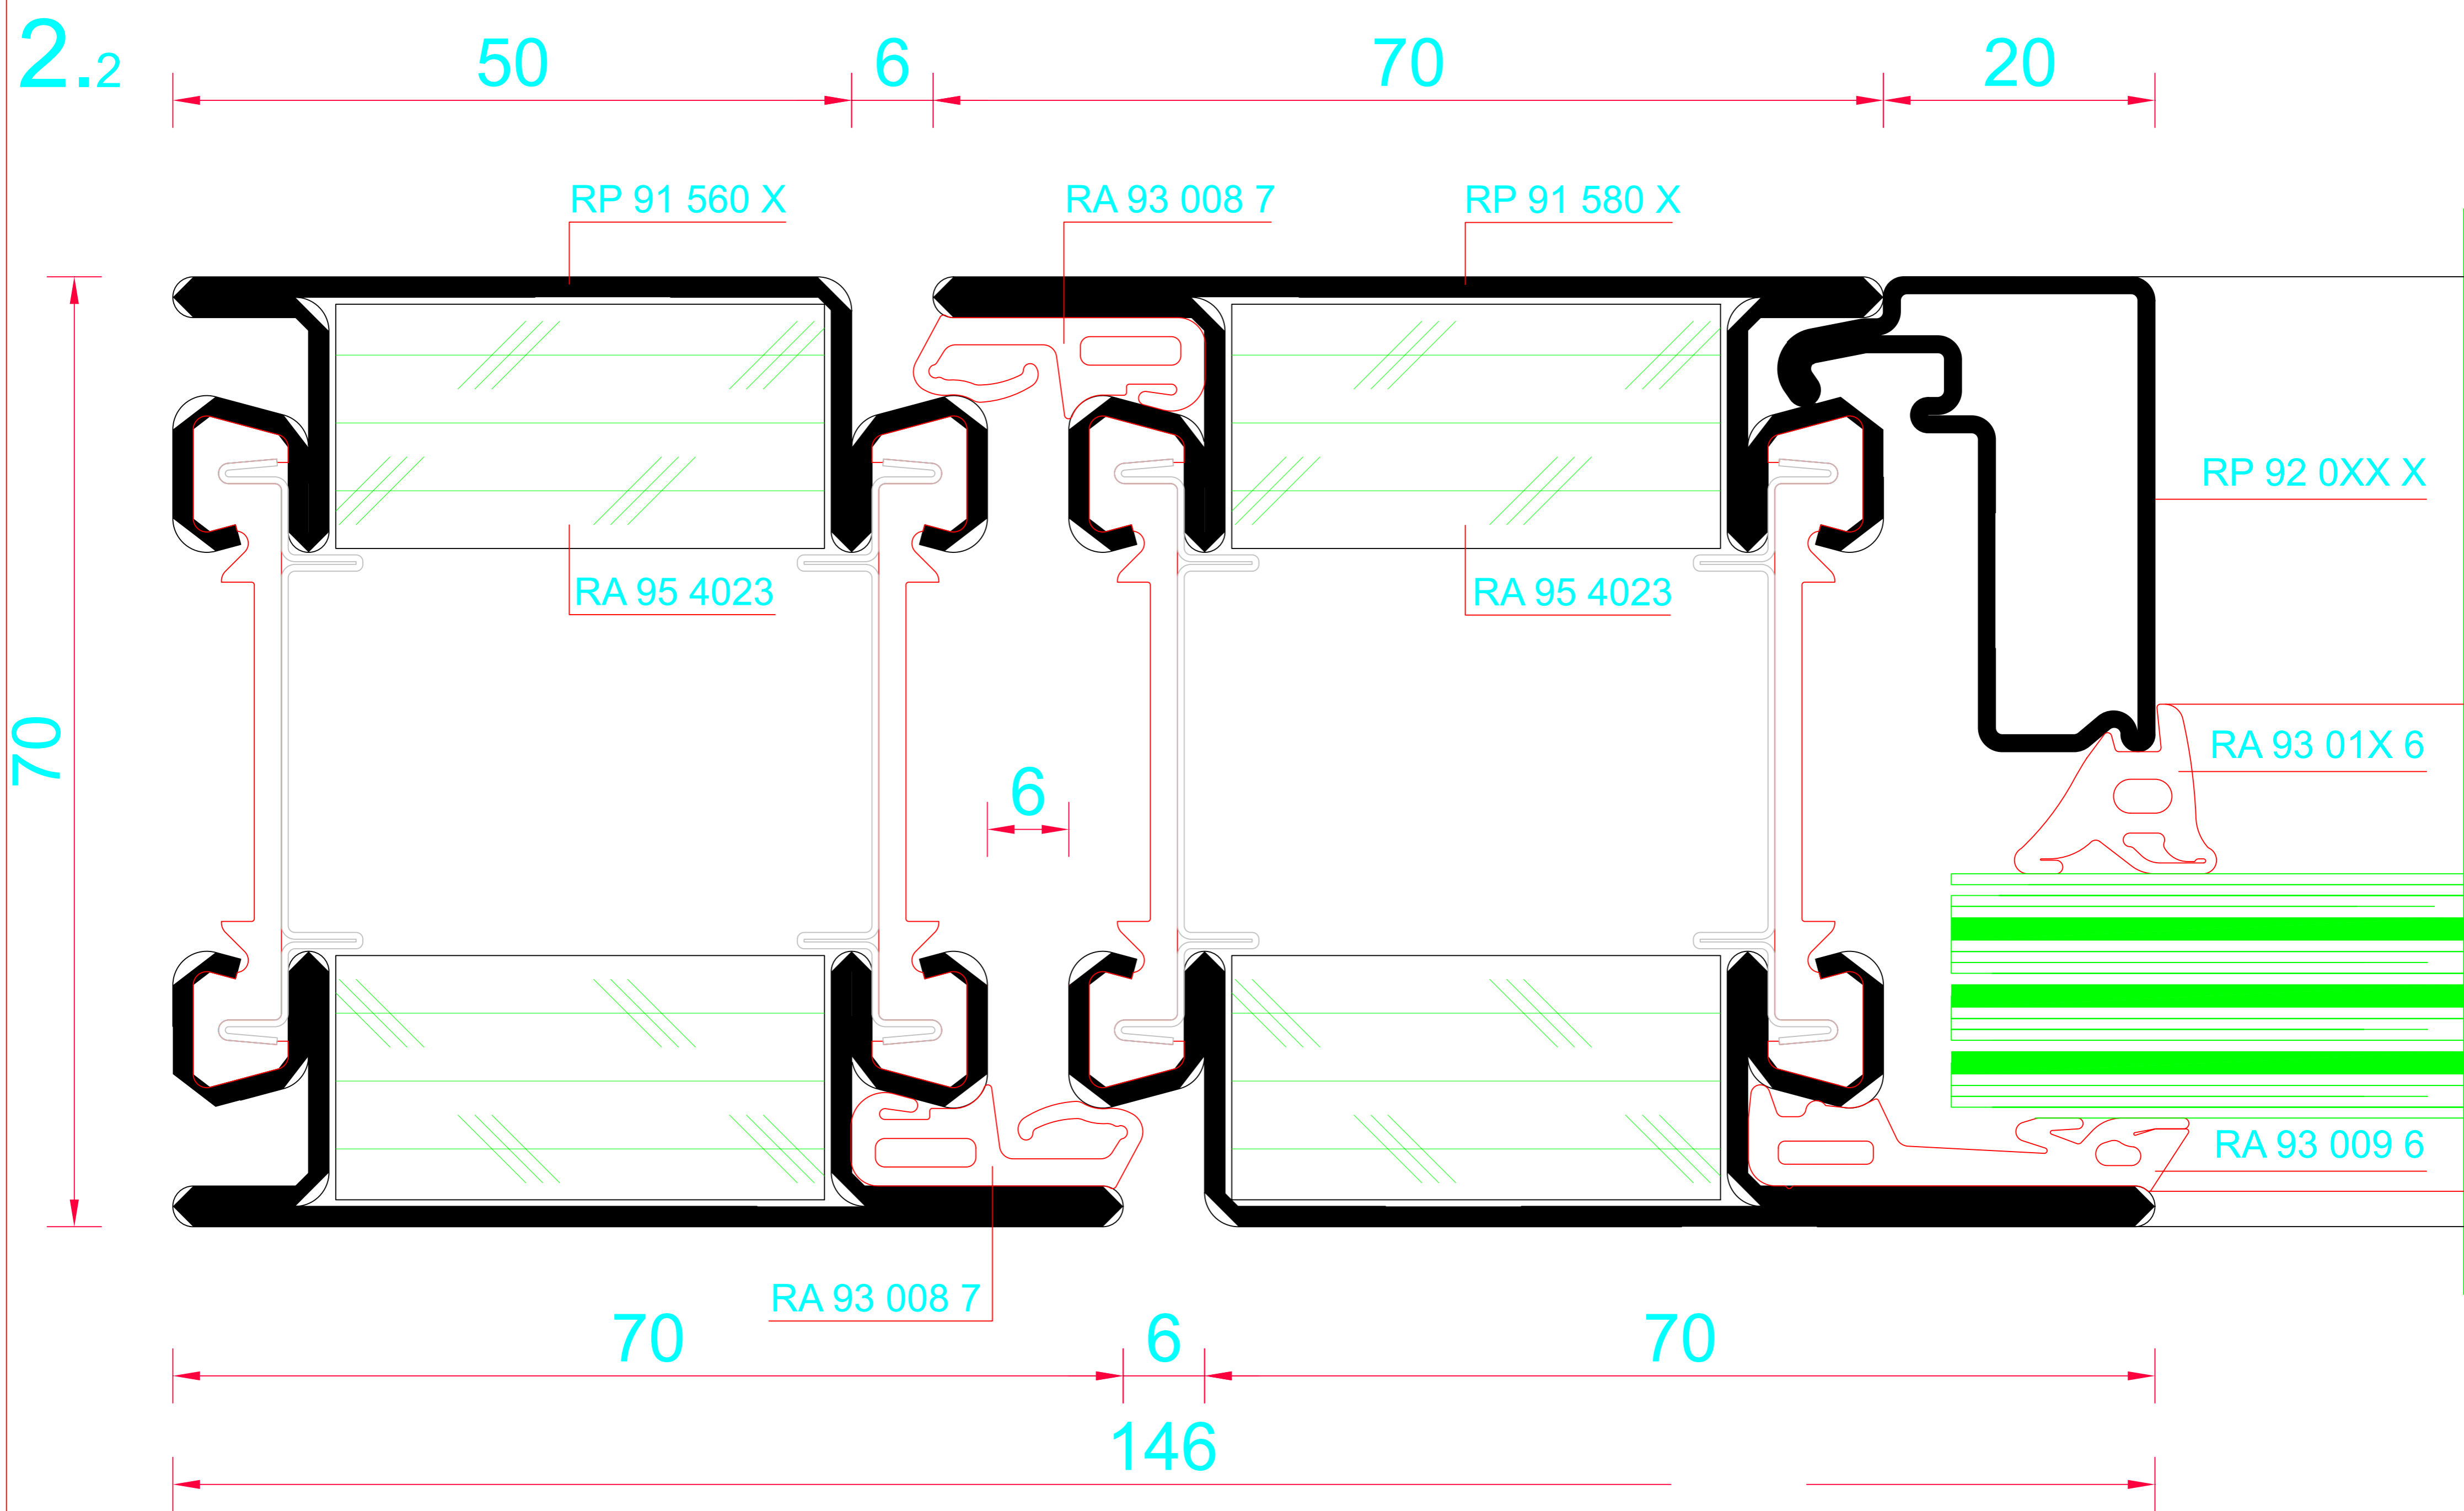 2.2
50 6 70 20
RP 91 560 X RA 93 008 7 RP 91 580 X
RP 92 0XX X
RA 95 4023 RA 95 4023
70
RA 93 01X 6
6
RA 93 009 6
RA 93 008 7
70 6 70
146